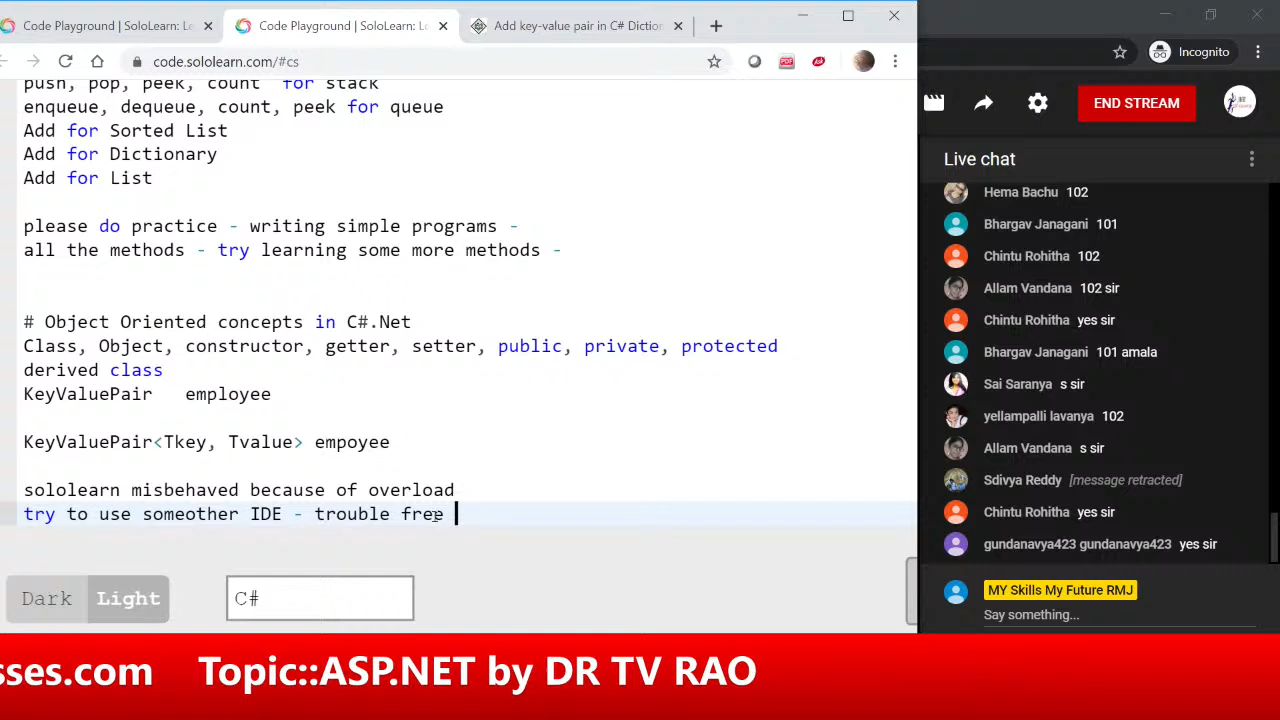 Code Playground | SoloLearn: Le
Code Playground | SoloLearn: Le
Add key-value pair in C# Diction
code.sololearn.com/#cs
PDF
Ask
Incognito
push, pop, peek, count for stack
enqueue, dequeue, count, peek for queue
Add for Sorted List
Add for Dictionary
Add for List
please do practice - writing simple programs -
all the methods - try learning some more methods -
# Object Oriented concepts in C#.Net
Class, Object, constructor, getter, setter, public, private, protected
derived class
KeyValuePair employee
KeyValuePair<Tkey, Tvalue> empoyee
sololearn misbehaved because of overload
try to use someother IDE - trouble free
Dark Light
C#
END STREAM
Live chat
Hema Bachu 102
Bhargav Janagani 101
Chintu Rohitha 102
Allam Vandana 102 sir
Chintu Rohitha yes sir
Bhargav Janagani 101 amala
Sai Saranya s sir
yellampalli lavanya 102
Allam Vandana s sir
Sdivya Reddy [message retracted]
Chintu Rohitha yes sir
gundanavya423 gundanavya423 yes sir
MY Skills My Future RMJ
Say something...
sses.com Topic::ASP.NET by DR TV RAO